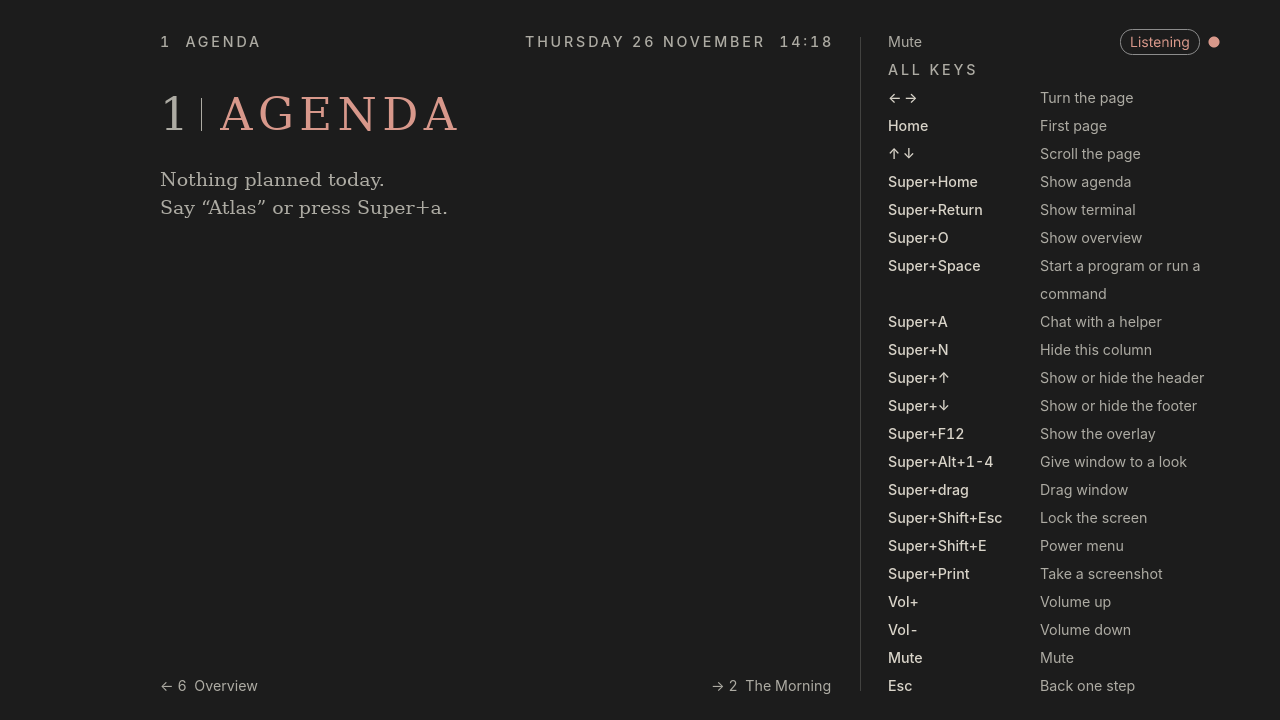 1 AGENDA
THURSDAY 26 NOVEMBER 14:18
1 AGENDA
Nothing planned today.
Say “Atlas” or press Super+a.
← 6 Overview
→ 2 The Morning
Mute
Listening
ALL KEYS
← → Turn the page
Home First page
↑ ↓ Scroll the page
Super+Home Show agenda
Super+Return Show terminal
Super+O Show overview
Super+Space Start a program or run a
command
Super+A Chat with a helper
Super+N Hide this column
Super+↑ Show or hide the header
Super+↓ Show or hide the footer
Super+F12 Show the overlay
Super+Alt+1-4 Give window to a look
Super+drag Drag window
Super+Shift+Esc Lock the screen
Super+Shift+E Power menu
Super+Print Take a screenshot
Vol+ Volume up
Vol- Volume down
Mute Mute
Esc Back one step